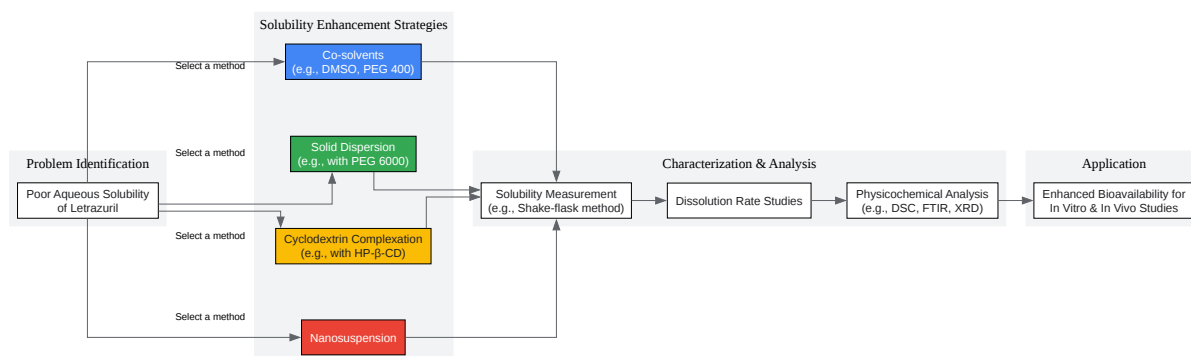 Solubility Enhancement Strategies
Co-solvents
(e.g., DMSO, PEG 400)
Select a method
Select a method
Solid Dispersion
(e.g., with PEG 6000)
Problem Identification
Poor Aqueous Solubility
of Letrazuril
Select a method
Cyclodextrin Complexation
(e.g., with HP-β-CD)
Select a method
Nanosuspension
Characterization & Analysis
Solubility Measurement
(e.g., Shake-flask method)
Dissolution Rate Studies
Physicochemical Analysis
(e.g., DSC, FTIR, XRD)
Application
Enhanced Bioavailability for
In Vitro & In Vivo Studies